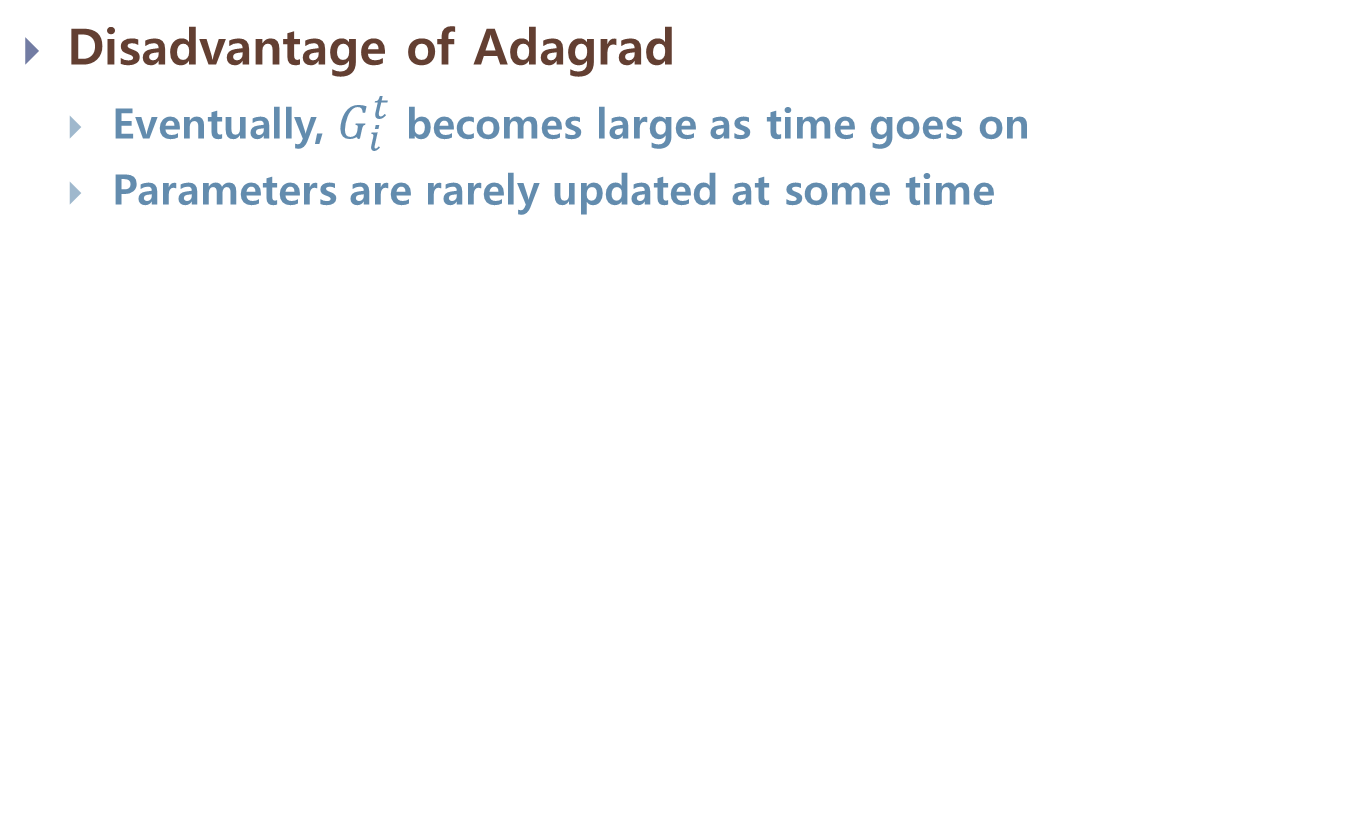 Disadvantage of Adagrad
Eventually, $G_i^t$ becomes large as time goes on
Parameters are rarely updated at some time